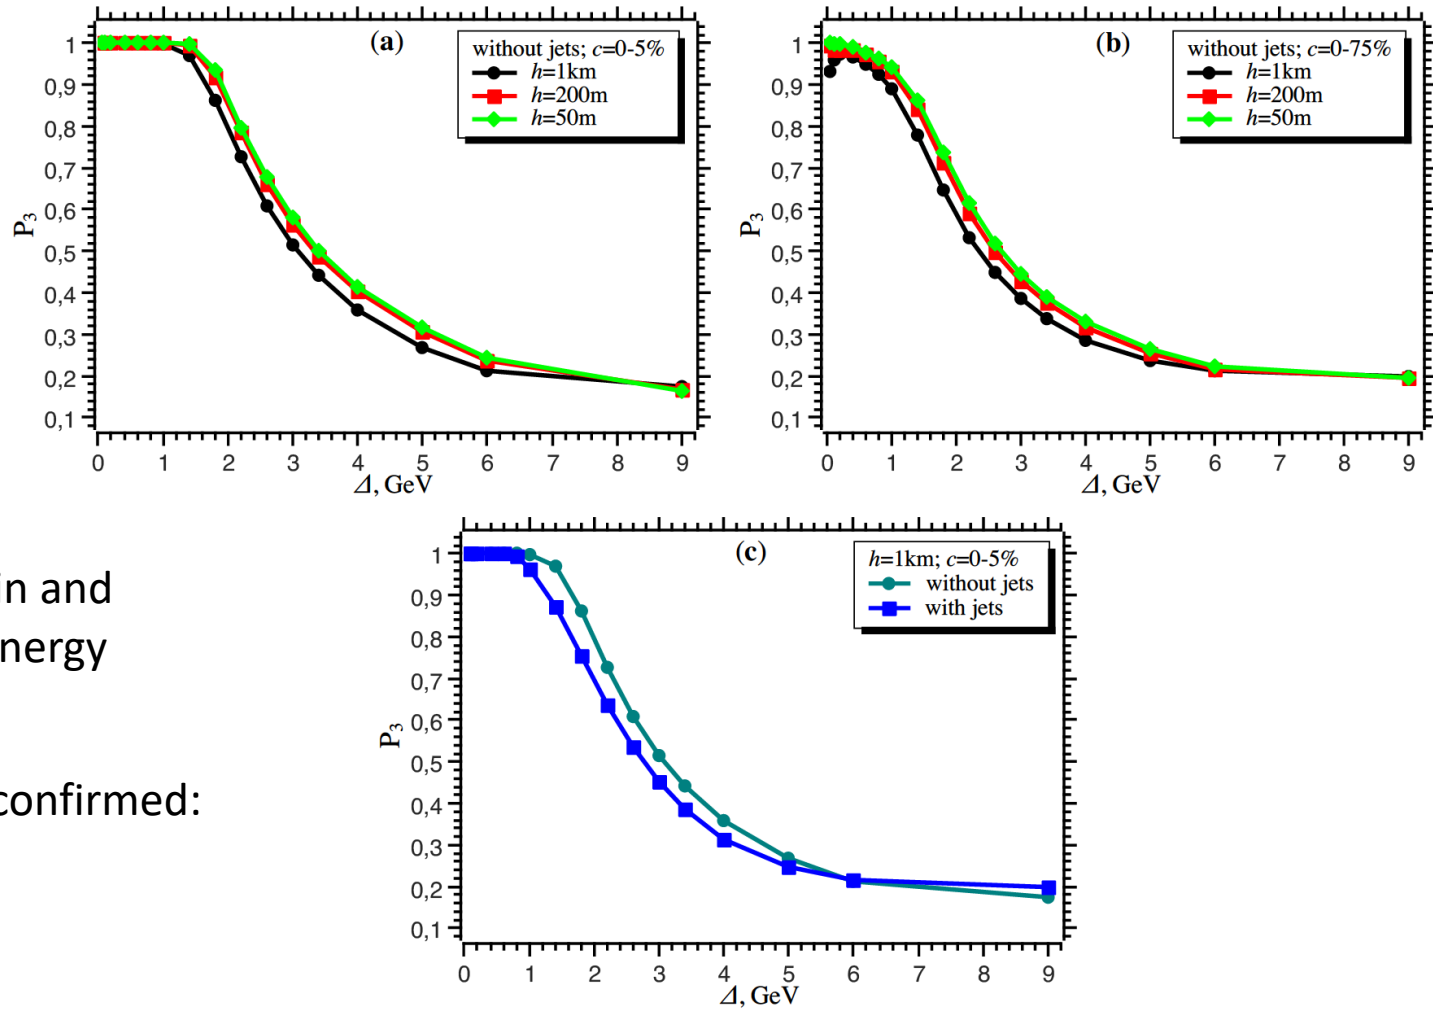 (a)
without jets; c=0-5%
h=1km
h=200m
h=50m
P3
1
0,9
0,8
0,7
0,6
0,5
0,4
0,3
0,2
0,1
0 1 2 3 4 5 6 7 8 9
Δ, GeV
(b)
without jets; c=0-75%
h=1km
h=200m
h=50m
P3
1
0,9
0,8
0,7
0,6
0,5
0,4
0,3
0,2
0,1
0 1 2 3 4 5 6 7 8 9
Δ, GeV
in and
nergy
confirmed:
(c)
h=1km; c=0-5%
without jets
with jets
P3
1
0,9
0,8
0,7
0,6
0,5
0,4
0,3
0,2
0,1
0 1 2 3 4 5 6 7 8 9
Δ, GeV